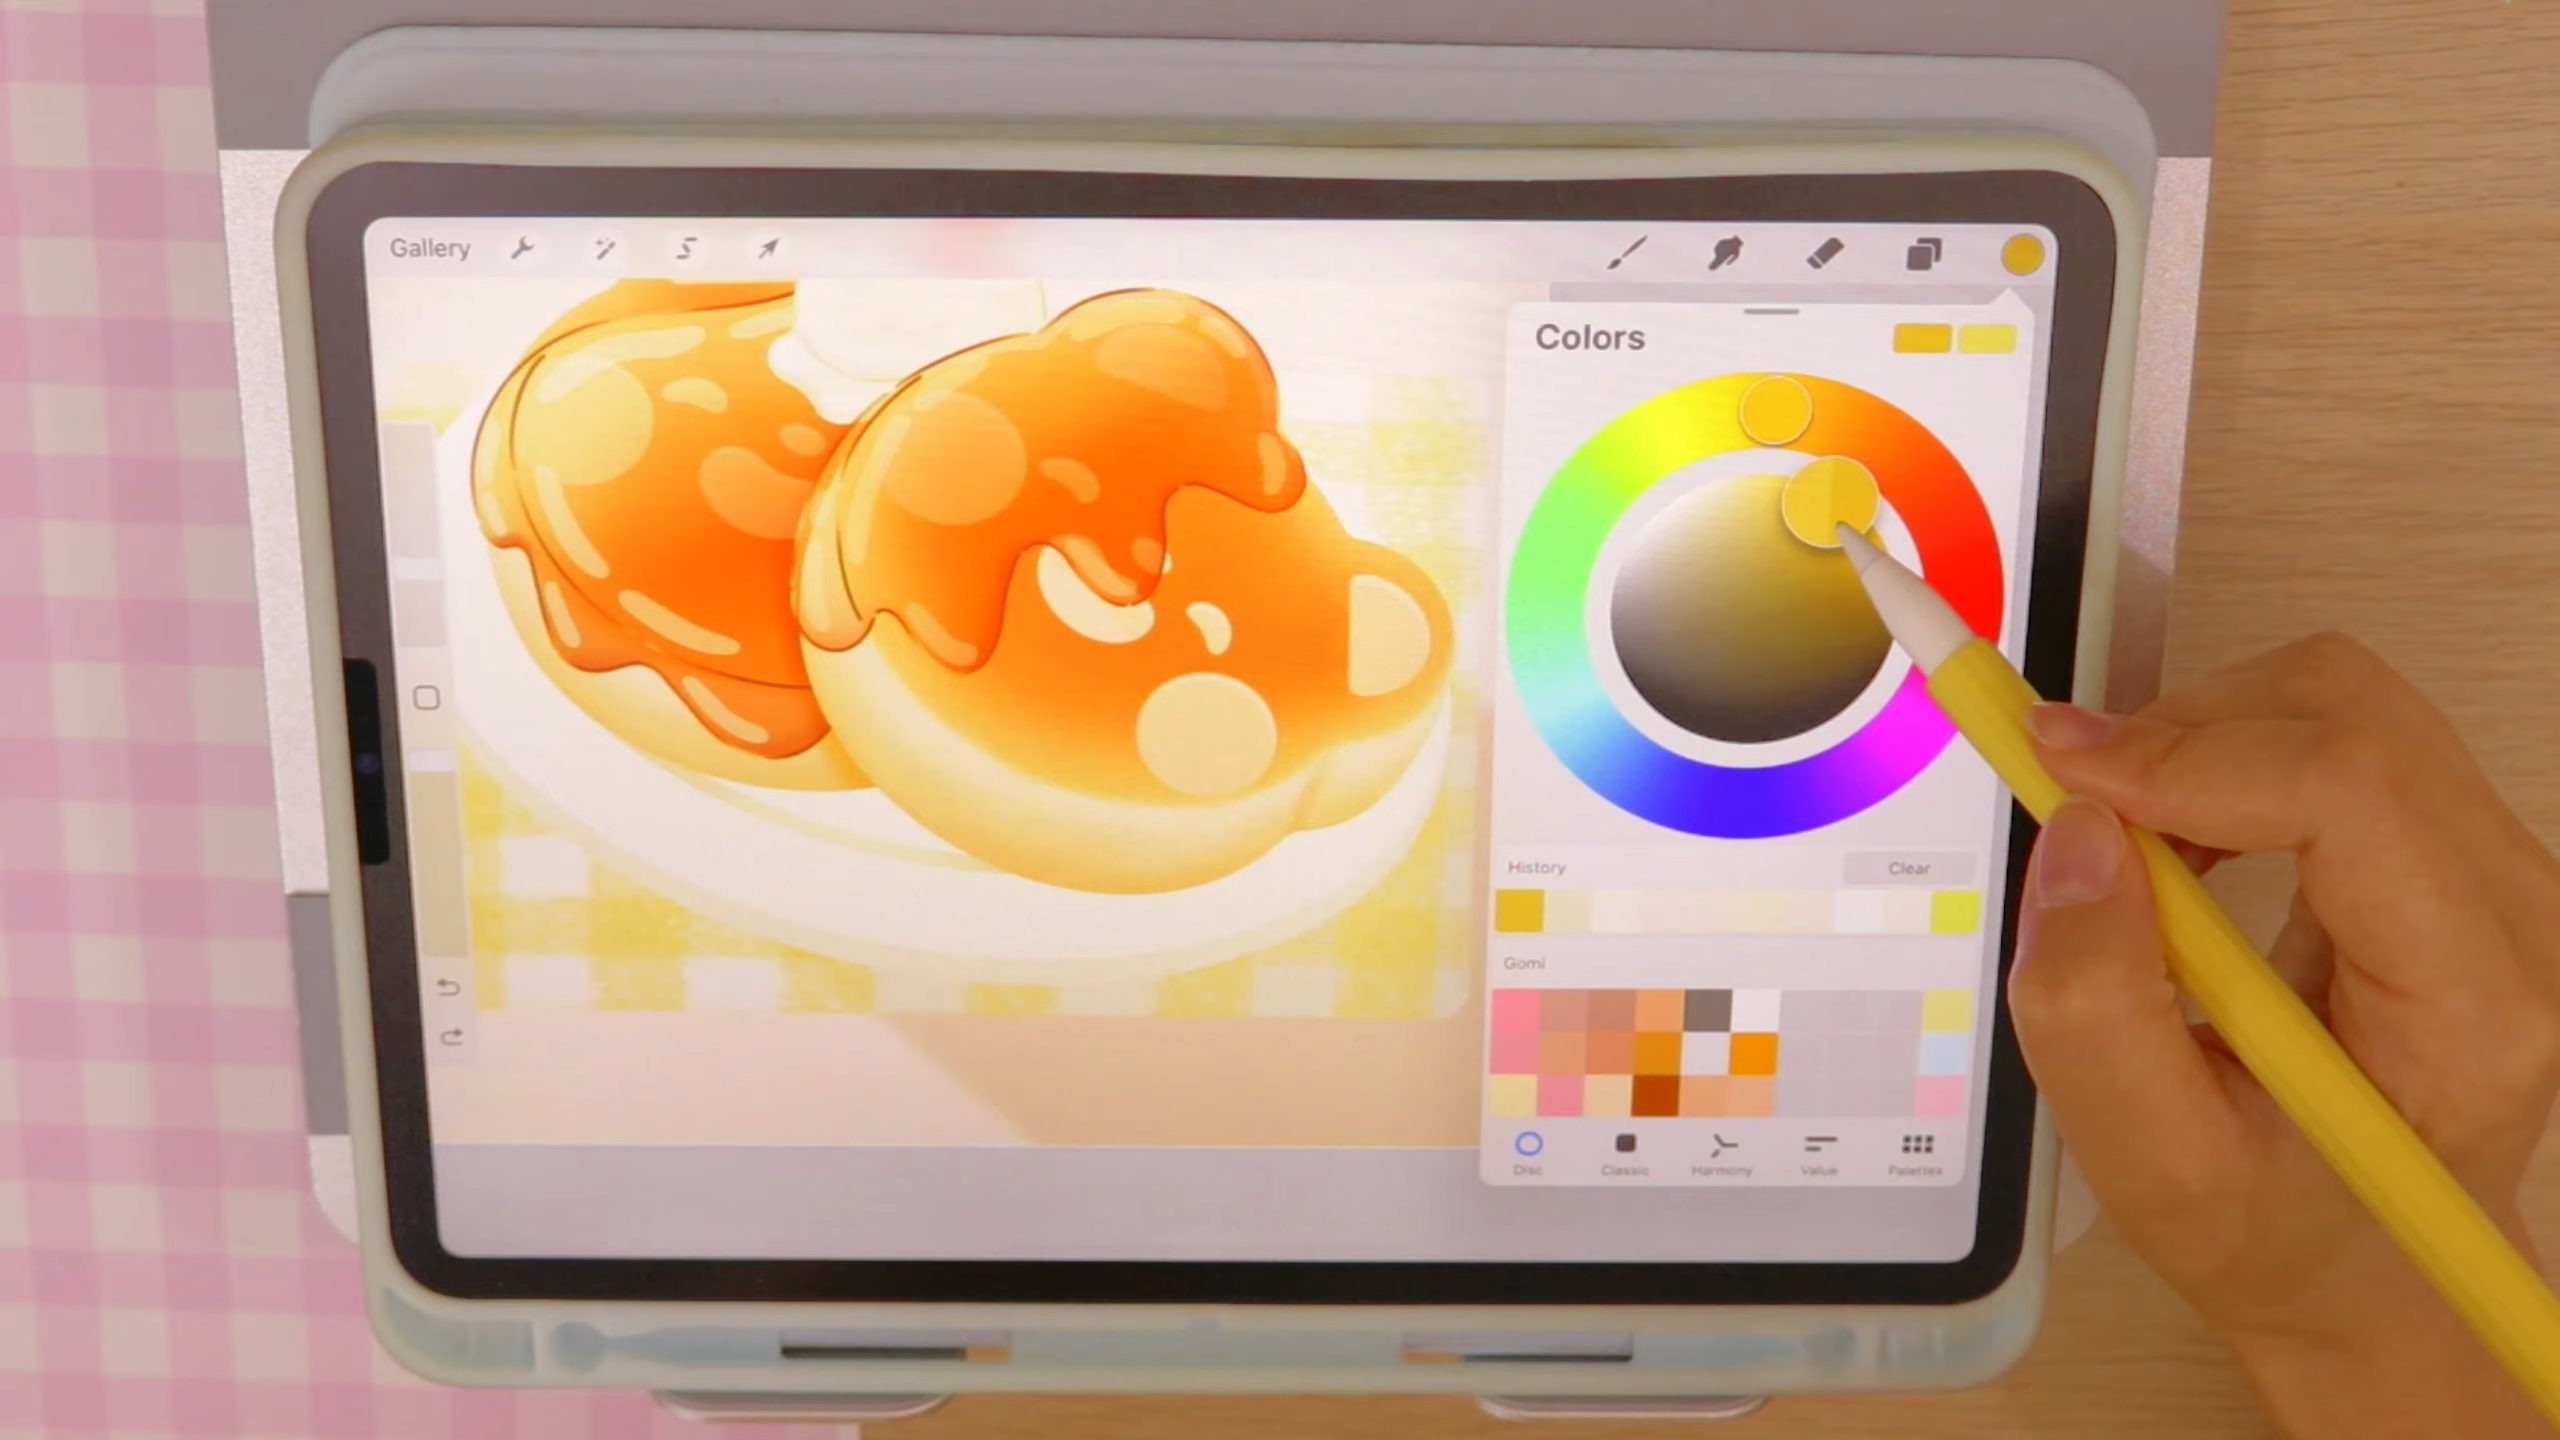 Gallery
Colors
History
Clear
Gomi
Disc
Classic
Harmony
Value
Palettes